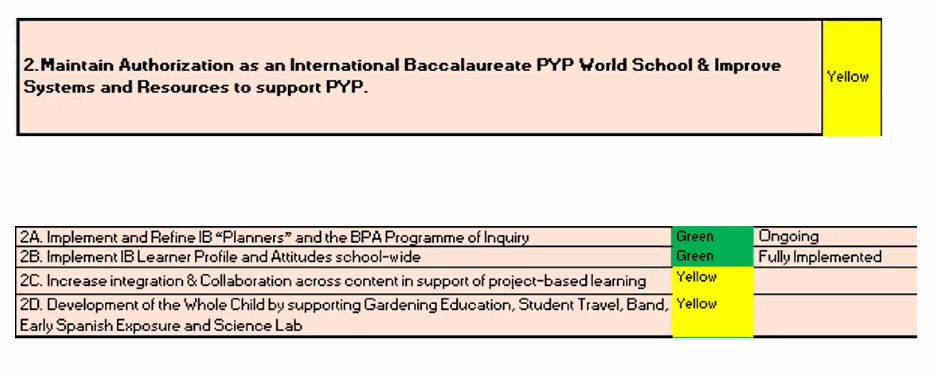 2.Maintain Authorization as an International Baccalaureate PYP World School & Improve
Systems and Resources to support PYP.
Yellow
2A. Implement and Refine IB “Planners” and the BPA Programme of Inquiry Green Ongoing
2B. Implement IB Learner Profile and Attitudes school-wide Green Fully Implemented
2C. Increase integration & Collaboration across content in support of project-based learning Yellow
2D. Development of the Whole Child by supporting Gardening Education, Student Travel, Band, Yellow
Early Spanish Exposure and Science Lab